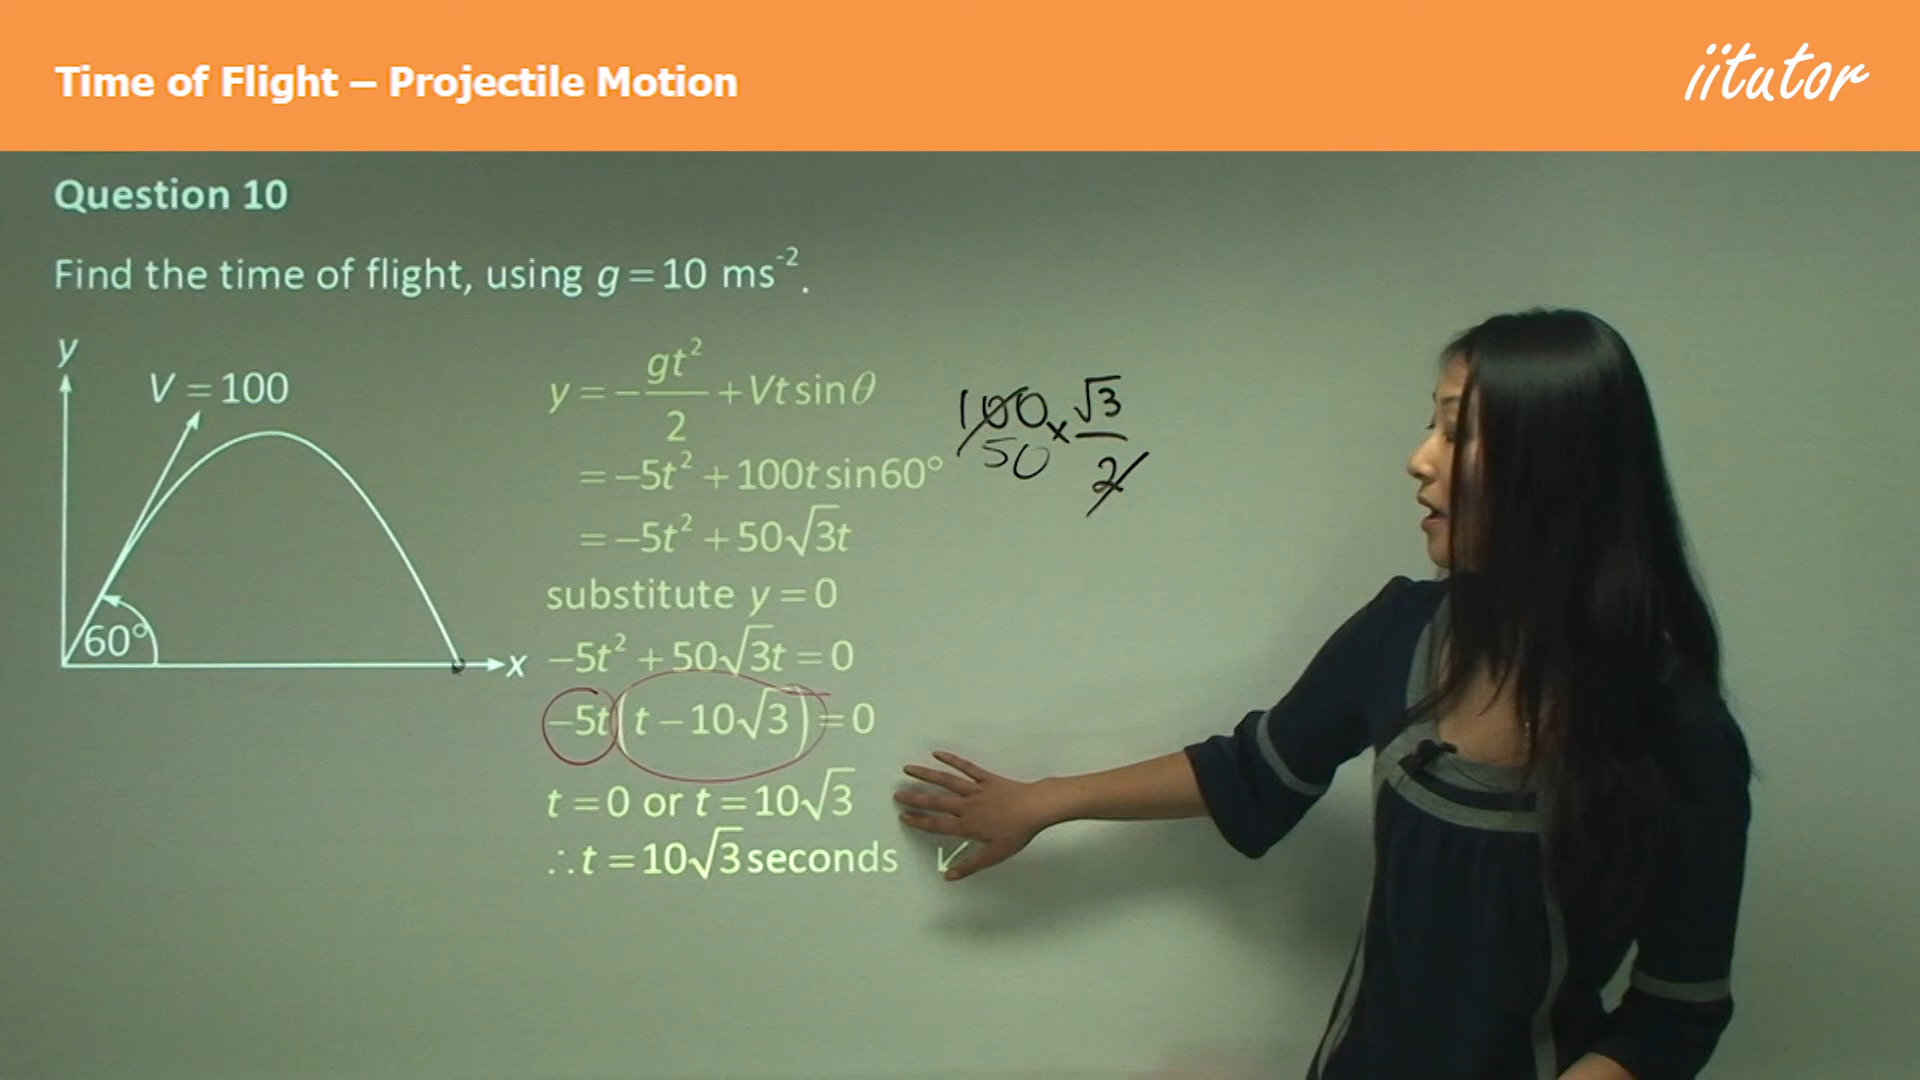 Time of Flight – Projectile Motion
iitutor
Question 10
Find the time of flight, using g = 10 ms⁻².
y
V = 100
60°
x
y = −gt²/2 + Vt sinθ
= −5t² + 100t sin60°
= −5t² + 50√3t
substitute y = 0
−5t² + 50√3t = 0
−5t(t − 10√3) = 0
t = 0 or t = 10√3
∴ t = 10√3 seconds
100 × √3/2
50